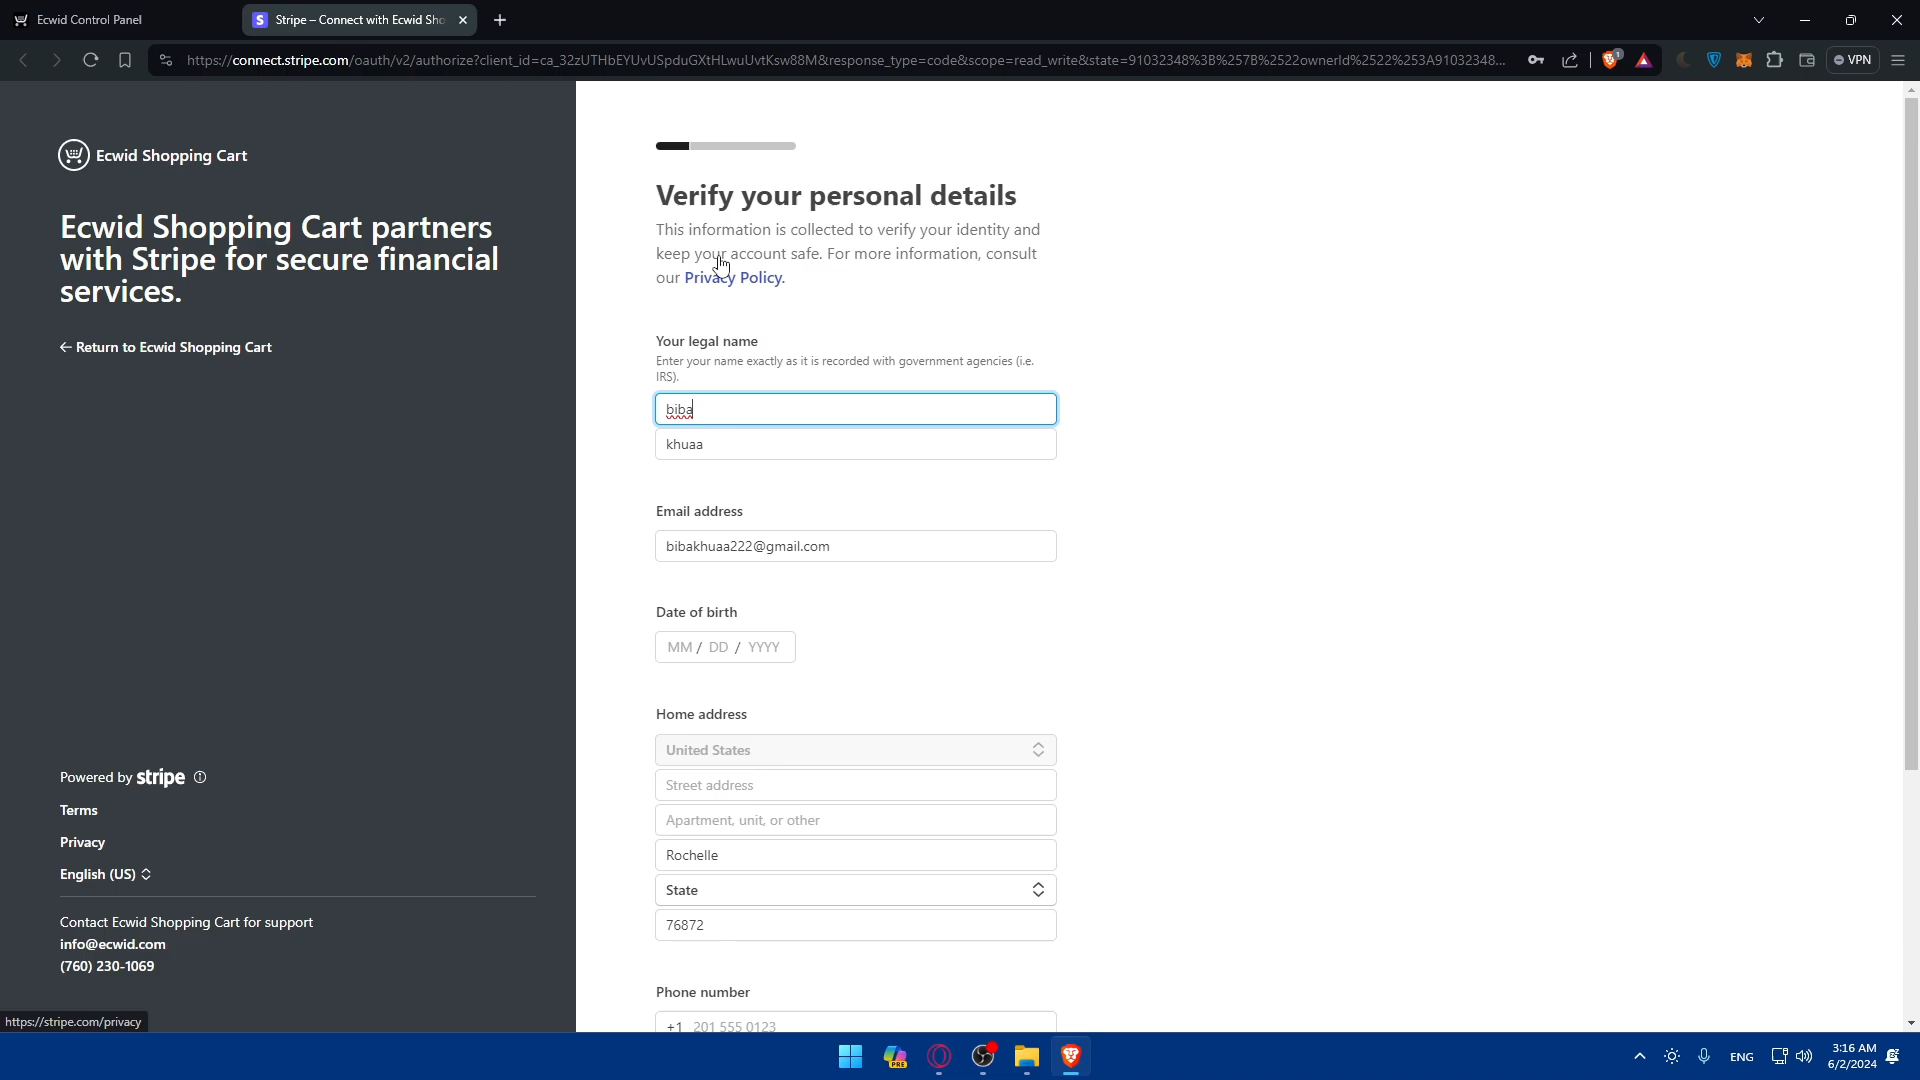 Ecwid Control Panel
S Stripe – Connect with Ecwid Sho
https://connect.stripe.com/oauth/v2/authorize?client_id=ca_32zUTHbEYUvUSpduGXtHLwuUvtKsw88M&response_type=code&scope=read_write&state=91032348%3B%257B%2522ownerId%2522%253A91032348...
1
VPN
Ecwid Shopping Cart
Ecwid Shopping Cart partners
with Stripe for secure financial
services.
← Return to Ecwid Shopping Cart
Verify your personal details
This information is collected to verify your identity and
keep your account safe. For more information, consult
our Privacy Policy.
Your legal name
Enter your name exactly as it is recorded with government agencies (i.e.
IRS).
biba
khuaa
Email address
bibakhuaa222@gmail.com
Date of birth
MM / DD / YYYY
Home address
United States
Street address
Apartment, unit, or other
Rochelle
State
76872
Phone number
+1 201 555 0123
Powered by stripe
Terms
Privacy
English (US)
Contact Ecwid Shopping Cart for support
info@ecwid.com
(760) 230-1069
https://stripe.com/privacy
PRE
ENG
3:16 AM
6/2/2024